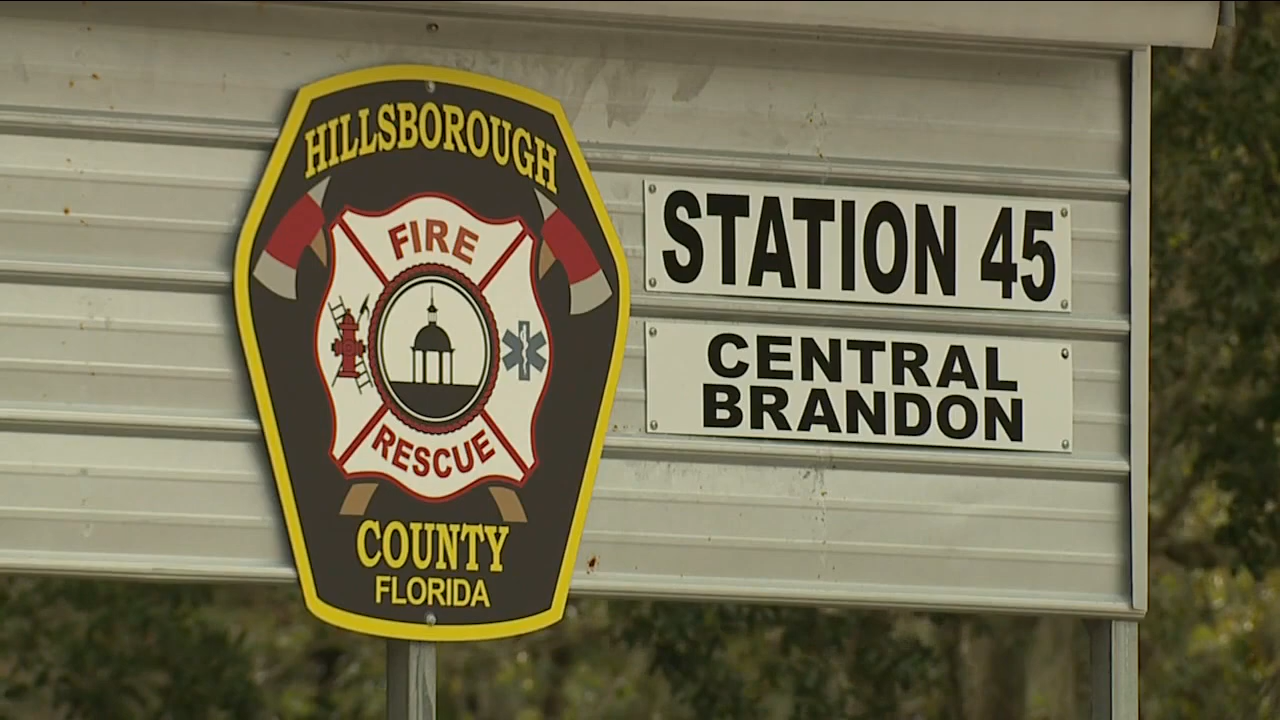 HILLSBOROUGH
FIRE
RESCUE
COUNTY
FLORIDA
STATION 45
CENTRAL
BRANDON